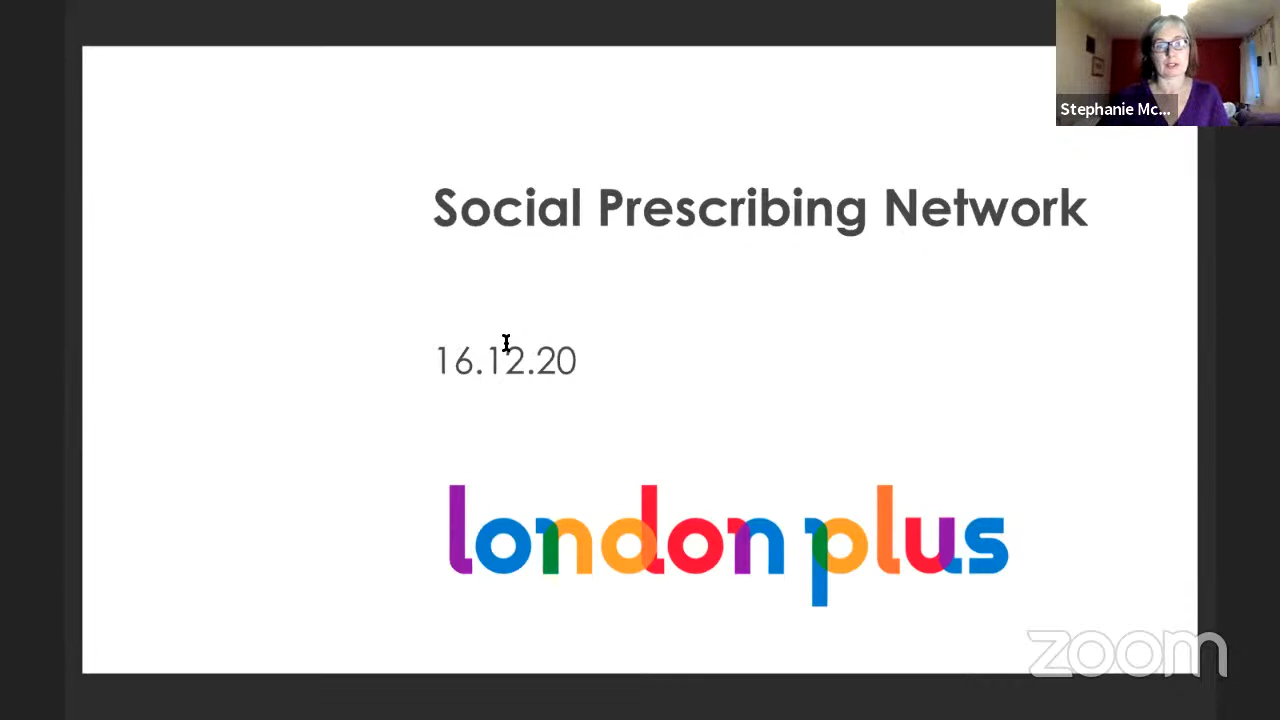 Stephanie Mc...
Social Prescribing Network
16.12.20
london plus
zoom